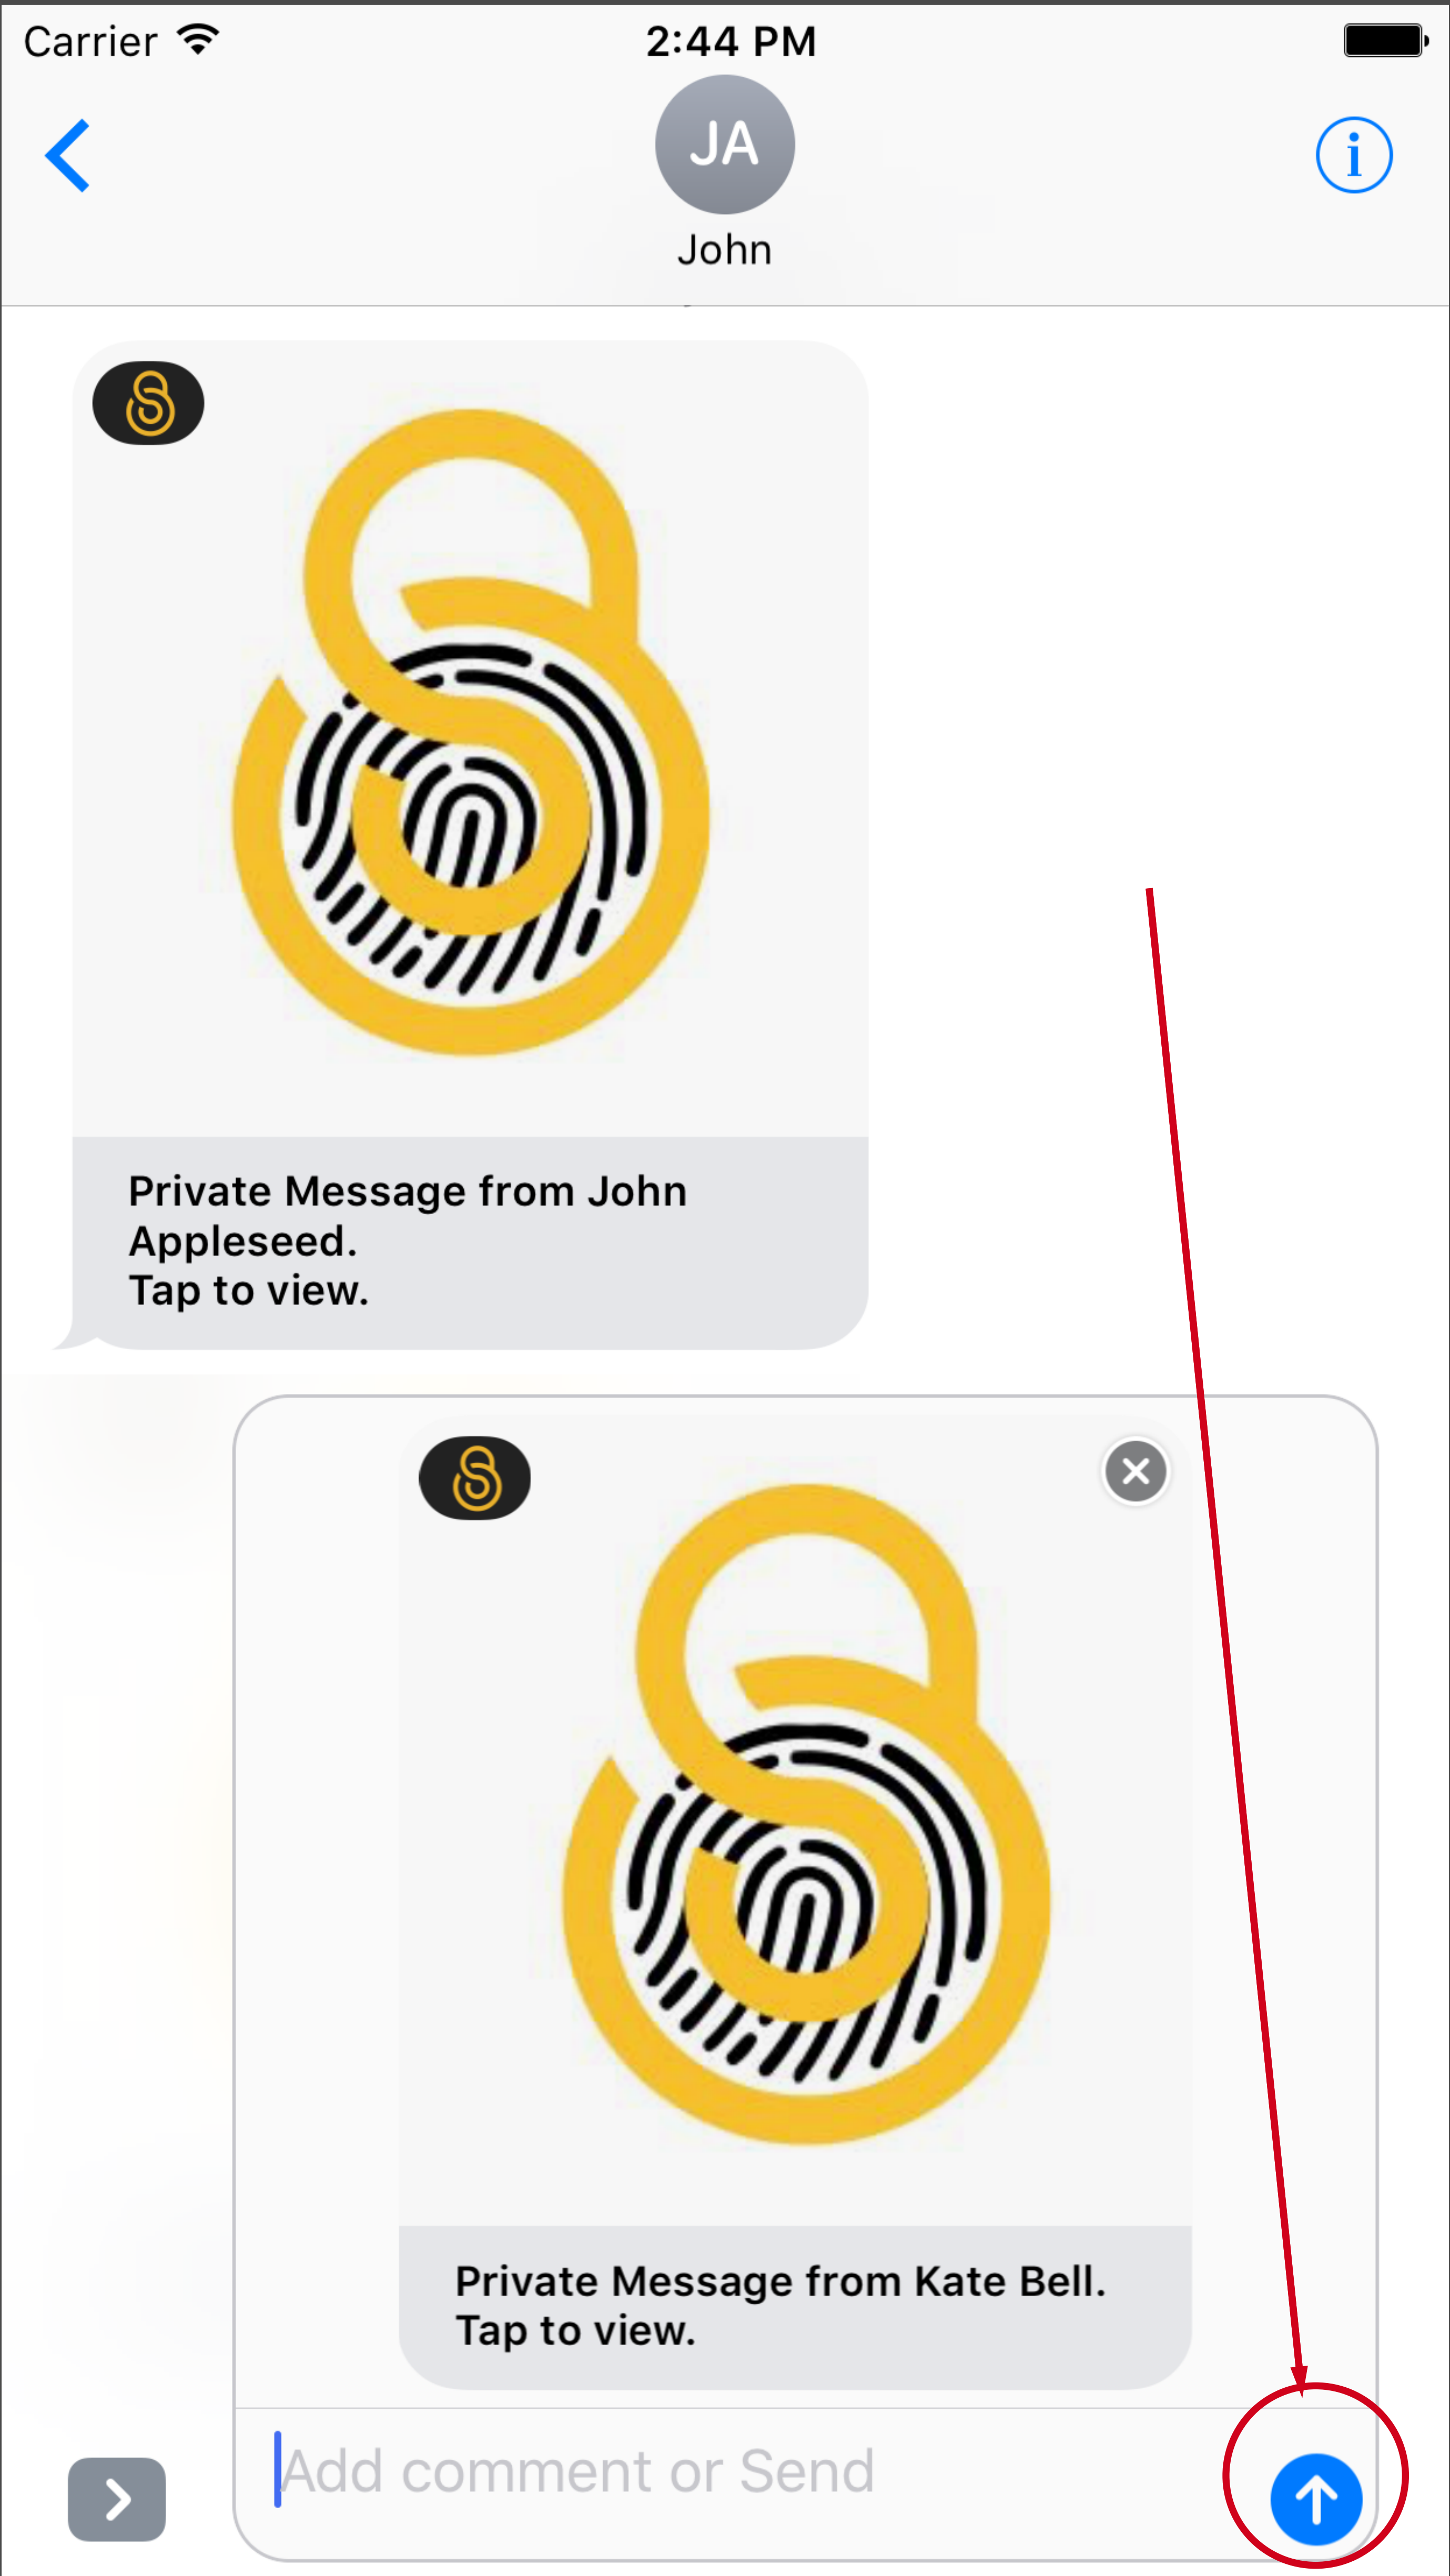 Carrier 2:44 PM
JA
John
Private Message from John
Appleseed.
Tap to view.
Private Message from Kate Bell.
Tap to view.
Add comment or Send